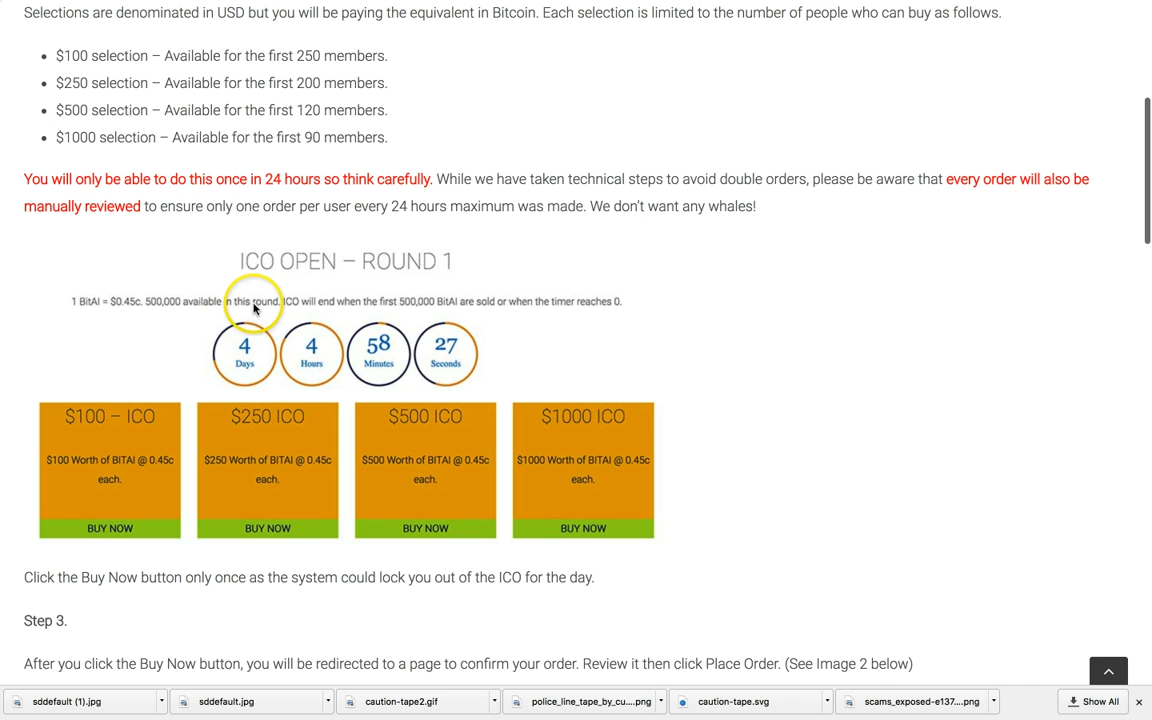 Selections are denominated in USD but you will be paying the equivalent in Bitcoin. Each selection is limited to the number of people who can buy as follows.
• $100 selection – Available for the first 250 members.
• $250 selection – Available for the first 200 members.
• $500 selection – Available for the first 120 members.
• $1000 selection – Available for the first 90 members.
You will only be able to do this once in 24 hours so think carefully. While we have taken technical steps to avoid double orders, please be aware that every order will also be
manually reviewed to ensure only one order per user every 24 hours maximum was made. We don't want any whales!
ICO OPEN – ROUND 1
1 BitAI = $0.45c. 500,000 available in this round. ICO will end when the first 500,000 BitAI are sold or when the timer reaches 0.
4 4 58 27
Days Hours Minutes Seconds
$100 – ICO $250 ICO $500 ICO $1000 ICO
$100 Worth of BITAI @ 0.45c $250 Worth of BITAI @ 0.45c $500 Worth of BITAI @ 0.45c $1000 Worth of BITAI @ 0.45c
each. each. each. each.
BUY NOW BUY NOW BUY NOW BUY NOW
Click the Buy Now button only once as the system could lock you out of the ICO for the day.
Step 3.
After you click the Buy Now button, you will be redirected to a page to confirm your order. Review it then click Place Order. (See Image 2 below)
sddefault (1).jpg sddefault.jpg caution-tape2.gif police_line_tape_by_cu....png caution-tape.svg scams_exposed-e137....png Show All